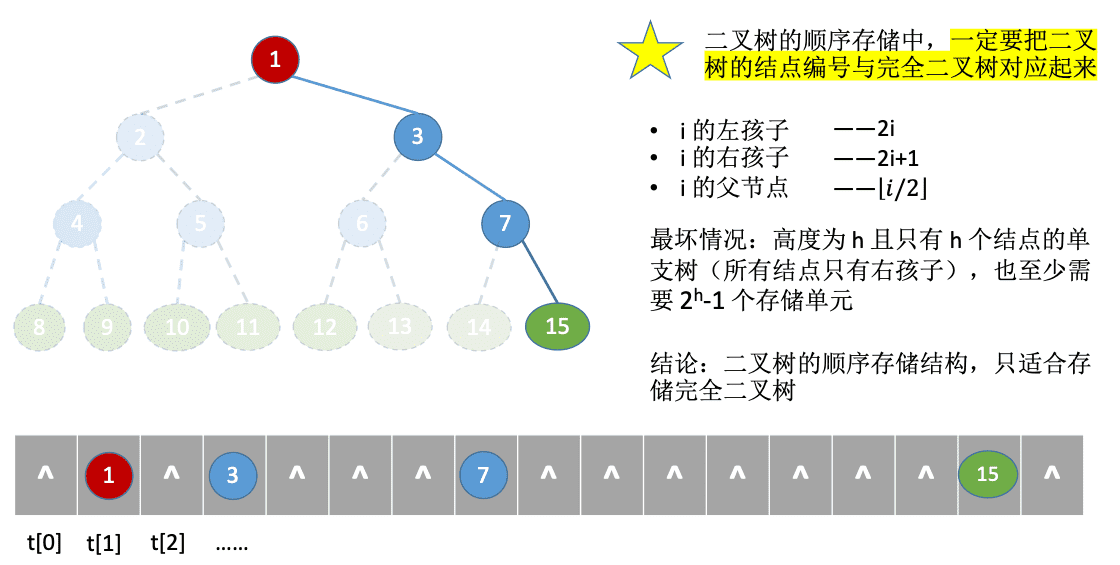 1
二叉树的顺序存储中，一定要把二叉
树的结点编号与完全二叉树对应起来
2
3
• i 的左孩子 ——2i
• i 的右孩子 ——2i+1
• i 的父节点 ——⌊i/2⌋
4
5
6
7
最坏情况：高度为 h 且只有 h 个结点的单
支树（所有结点只有右孩子），也至少需
要 2ʰ-1 个存储单元
8
9
10
11
12
13
14
15
结论：二叉树的顺序存储结构，只适合存
储完全二叉树
^ 1 ^ 3 ^ ^ ^ 7 ^ ^ ^ ^ ^ ^ ^ 15 ^
t[0] t[1] t[2] ……